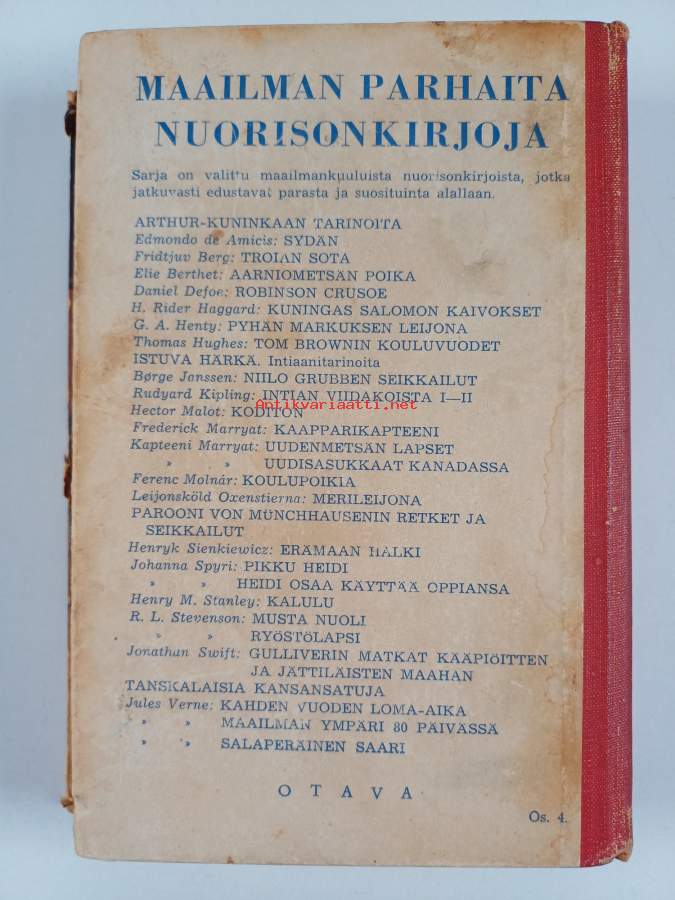 MAAILMAN PARHAITA
NUORISONKIRJOJA
Sarja on valittu maailmankuuluista nuorisonkirjoista, jotka
jatkuvasti edustavat parasta ja suosituinta alallaan.
ARTHUR-KUNINKAAN TARINOITA
Edmondo de Amicis: SYDÄN
Fridtjuv Berg: TROIAN SOTA
Elie Berthet: AARNIOMETSÄN POIKA
Daniel Defoe: ROBINSON CRUSOE
H. Rider Haggard: KUNINGAS SALOMON KAIVOKSET
G. A. Henty: PYHÄN MARKUKSEN LEIJONA
Thomas Hughes: TOM BROWNIN KOULUVUODET
ISTUVA HÄRKÄ. Intiaanitarinoita
Børge Janssen: NIILO GRUBBEN SEIKKAILUT
Rudyard Kipling: INTIAN VIIDAKOISTA I—II
Antikvariaatti.net
Hector Malot: KODITON
Frederick Marryat: KAAPPARIKAPTEENI
Kapteeni Marryat: UUDENMETSÄN LAPSET
» » UUDISASUKKAAT KANADASSA
Ferenc Molnár: KOULUPOIKIA
Leijonsköld Oxenstierna: MERILEIJONA
PAROONI VON MÜNCHHAUSENIN RETKET JA
SEIKKAILUT
Henryk Sienkiewicz: ERÄMAAN HALKI
Johanna Spyri: PIKKU HEIDI
» » HEIDI OSAA KÄYTTÄÄ OPPIANSA
Henry M. Stanley: KALULU
R. L. Stevenson: MUSTA NUOLI
» » RYÖSTÖLAPSI
Jonathan Swift: GULLIVERIN MATKAT KÄÄPIÖITTEN
JA JÄTTILÄISTEN MAAHAN
TANSKALAISIA KANSANSATUJA
Jules Verne: KAHDEN VUODEN LOMA-AIKA
» » MAAILMAN YMPÄRI 80 PÄIVÄSSÄ
» » SALAPERÄINEN SAARI
OTAVA
Os. 4.